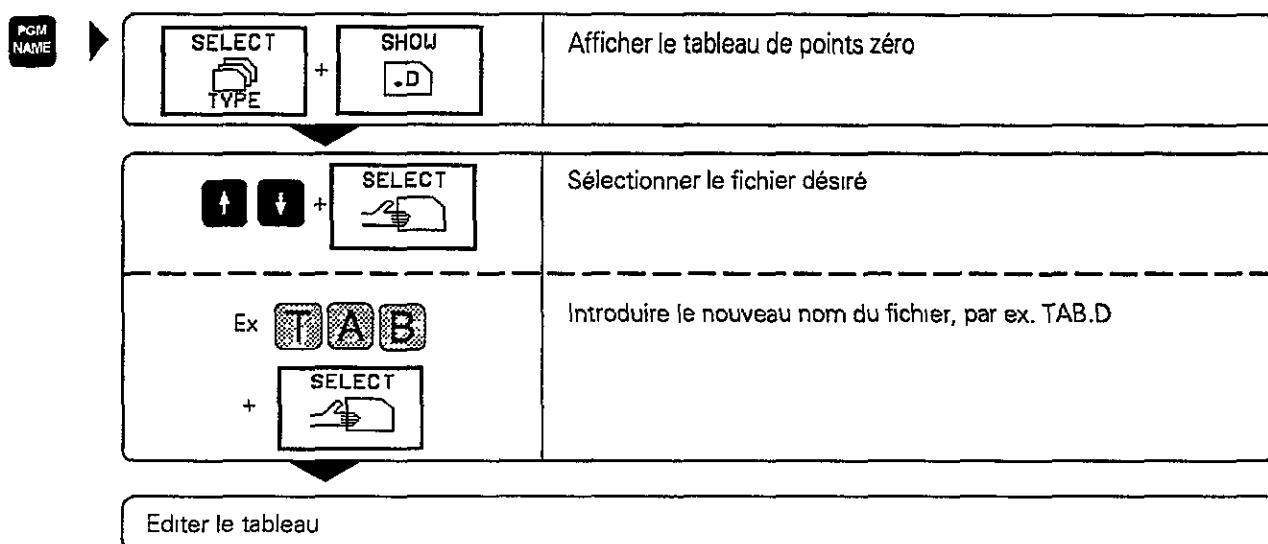 PGM
NAME
SELECT
TYPE
+
SHOW
.D
Afficher le tableau de points zéro
+
SELECT
Sélectionner le fichier désiré
Ex T A B
+
SELECT
Introduire le nouveau nom du fichier, par ex. TAB.D
Editer le tableau